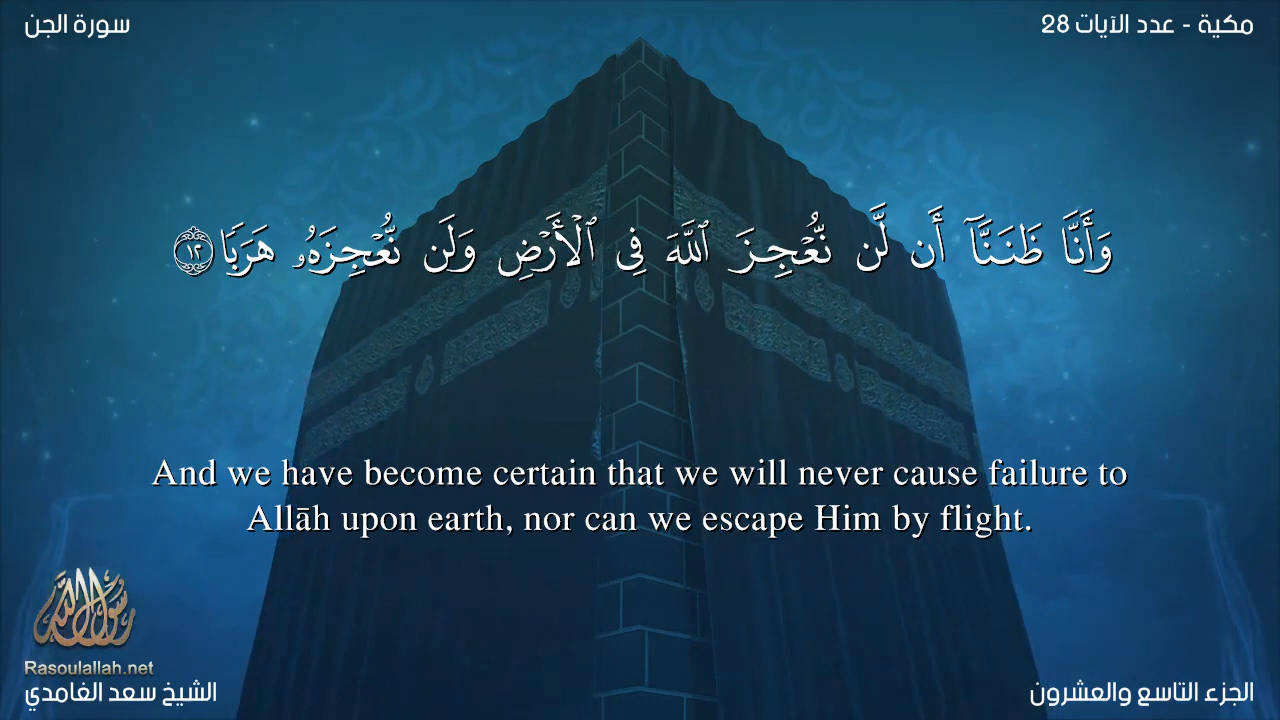 سورة الجن
مكية - عدد الآيات 28
وَأَنَّا ظَنَنَّآ أَن لَّن نُّعْجِزَ ٱللَّهَ فِى ٱلْأَرْضِ وَلَن نُّعْجِزَهُۥ هَرَبًا ١٢
And we have become certain that we will never cause failure to
Allāh upon earth, nor can we escape Him by flight.
رسول الله
Rasoulallah.net
الشيخ سعد الغامدي
الجزء التاسع والعشرون